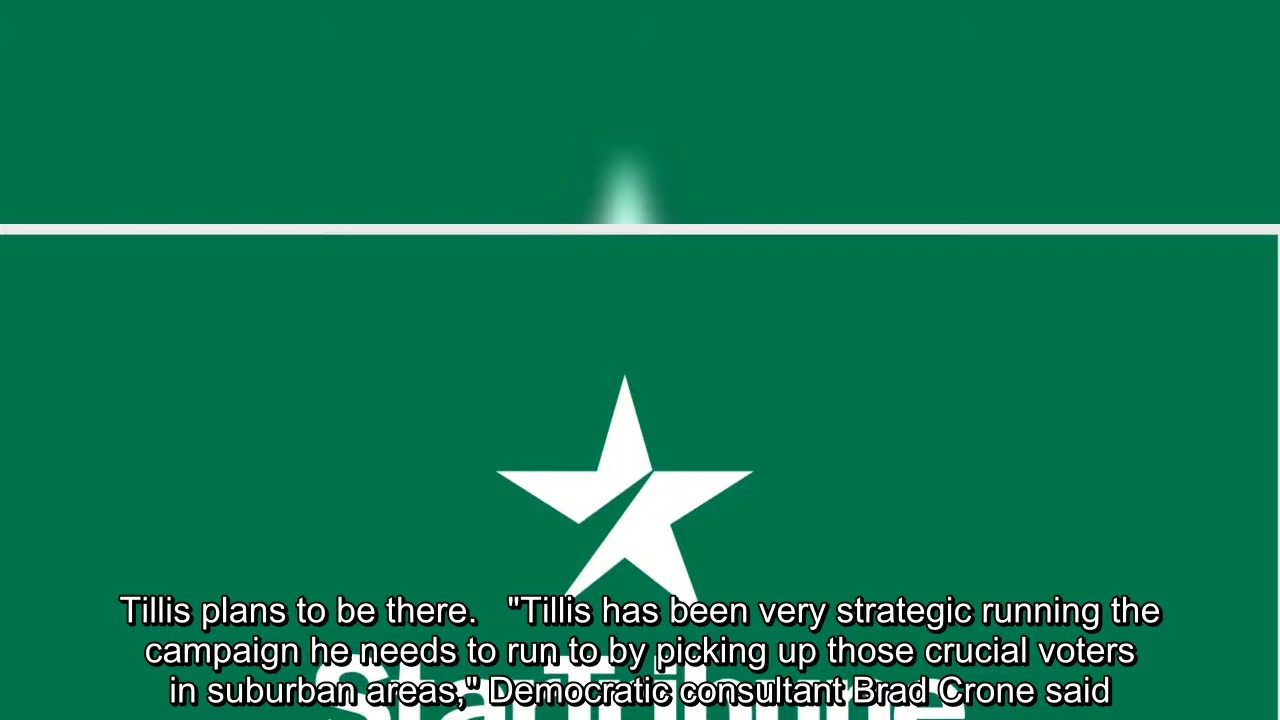 Tillis plans to be there.   "Tillis has been very strategic running the
campaign he needs to run to by picking up those crucial voters
in suburban areas," Democratic consultant Brad Crone said
StarTribune